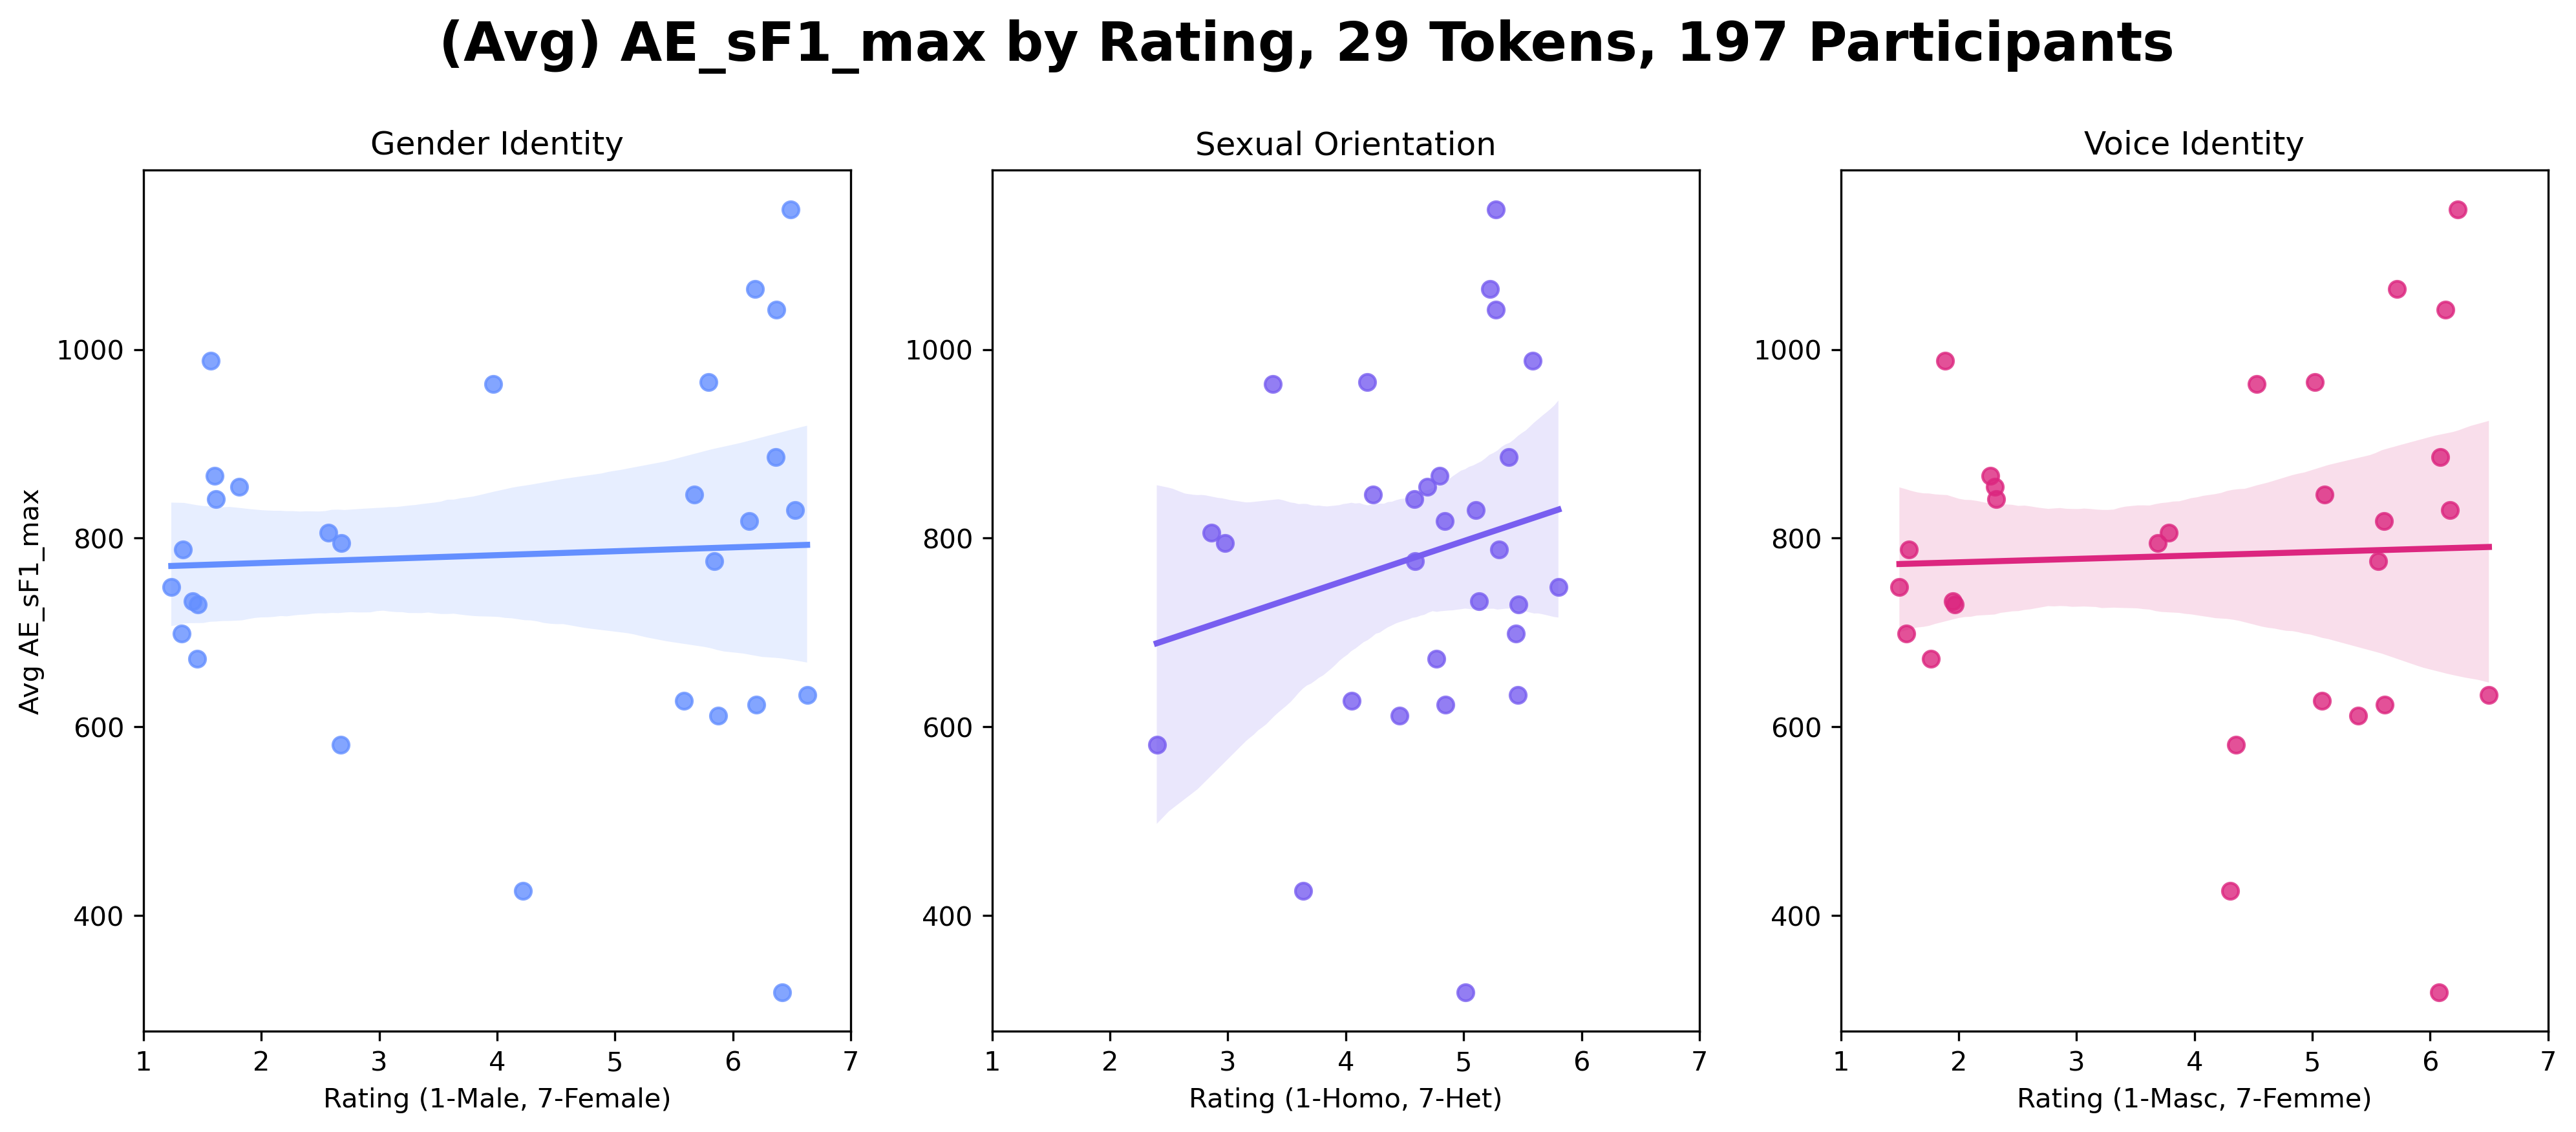 (Avg) AE_sF1_max by Rating, 29 Tokens, 197 Participants
Gender Identity
Sexual Orientation
Voice Identity
Avg AE_sF1_max
1000
800
600
400
1 2 3 4 5 6 7
Rating (1-Male, 7-Female)
1000
800
600
400
1 2 3 4 5 6 7
Rating (1-Homo, 7-Het)
1000
800
600
400
1 2 3 4 5 6 7
Rating (1-Masc, 7-Femme)